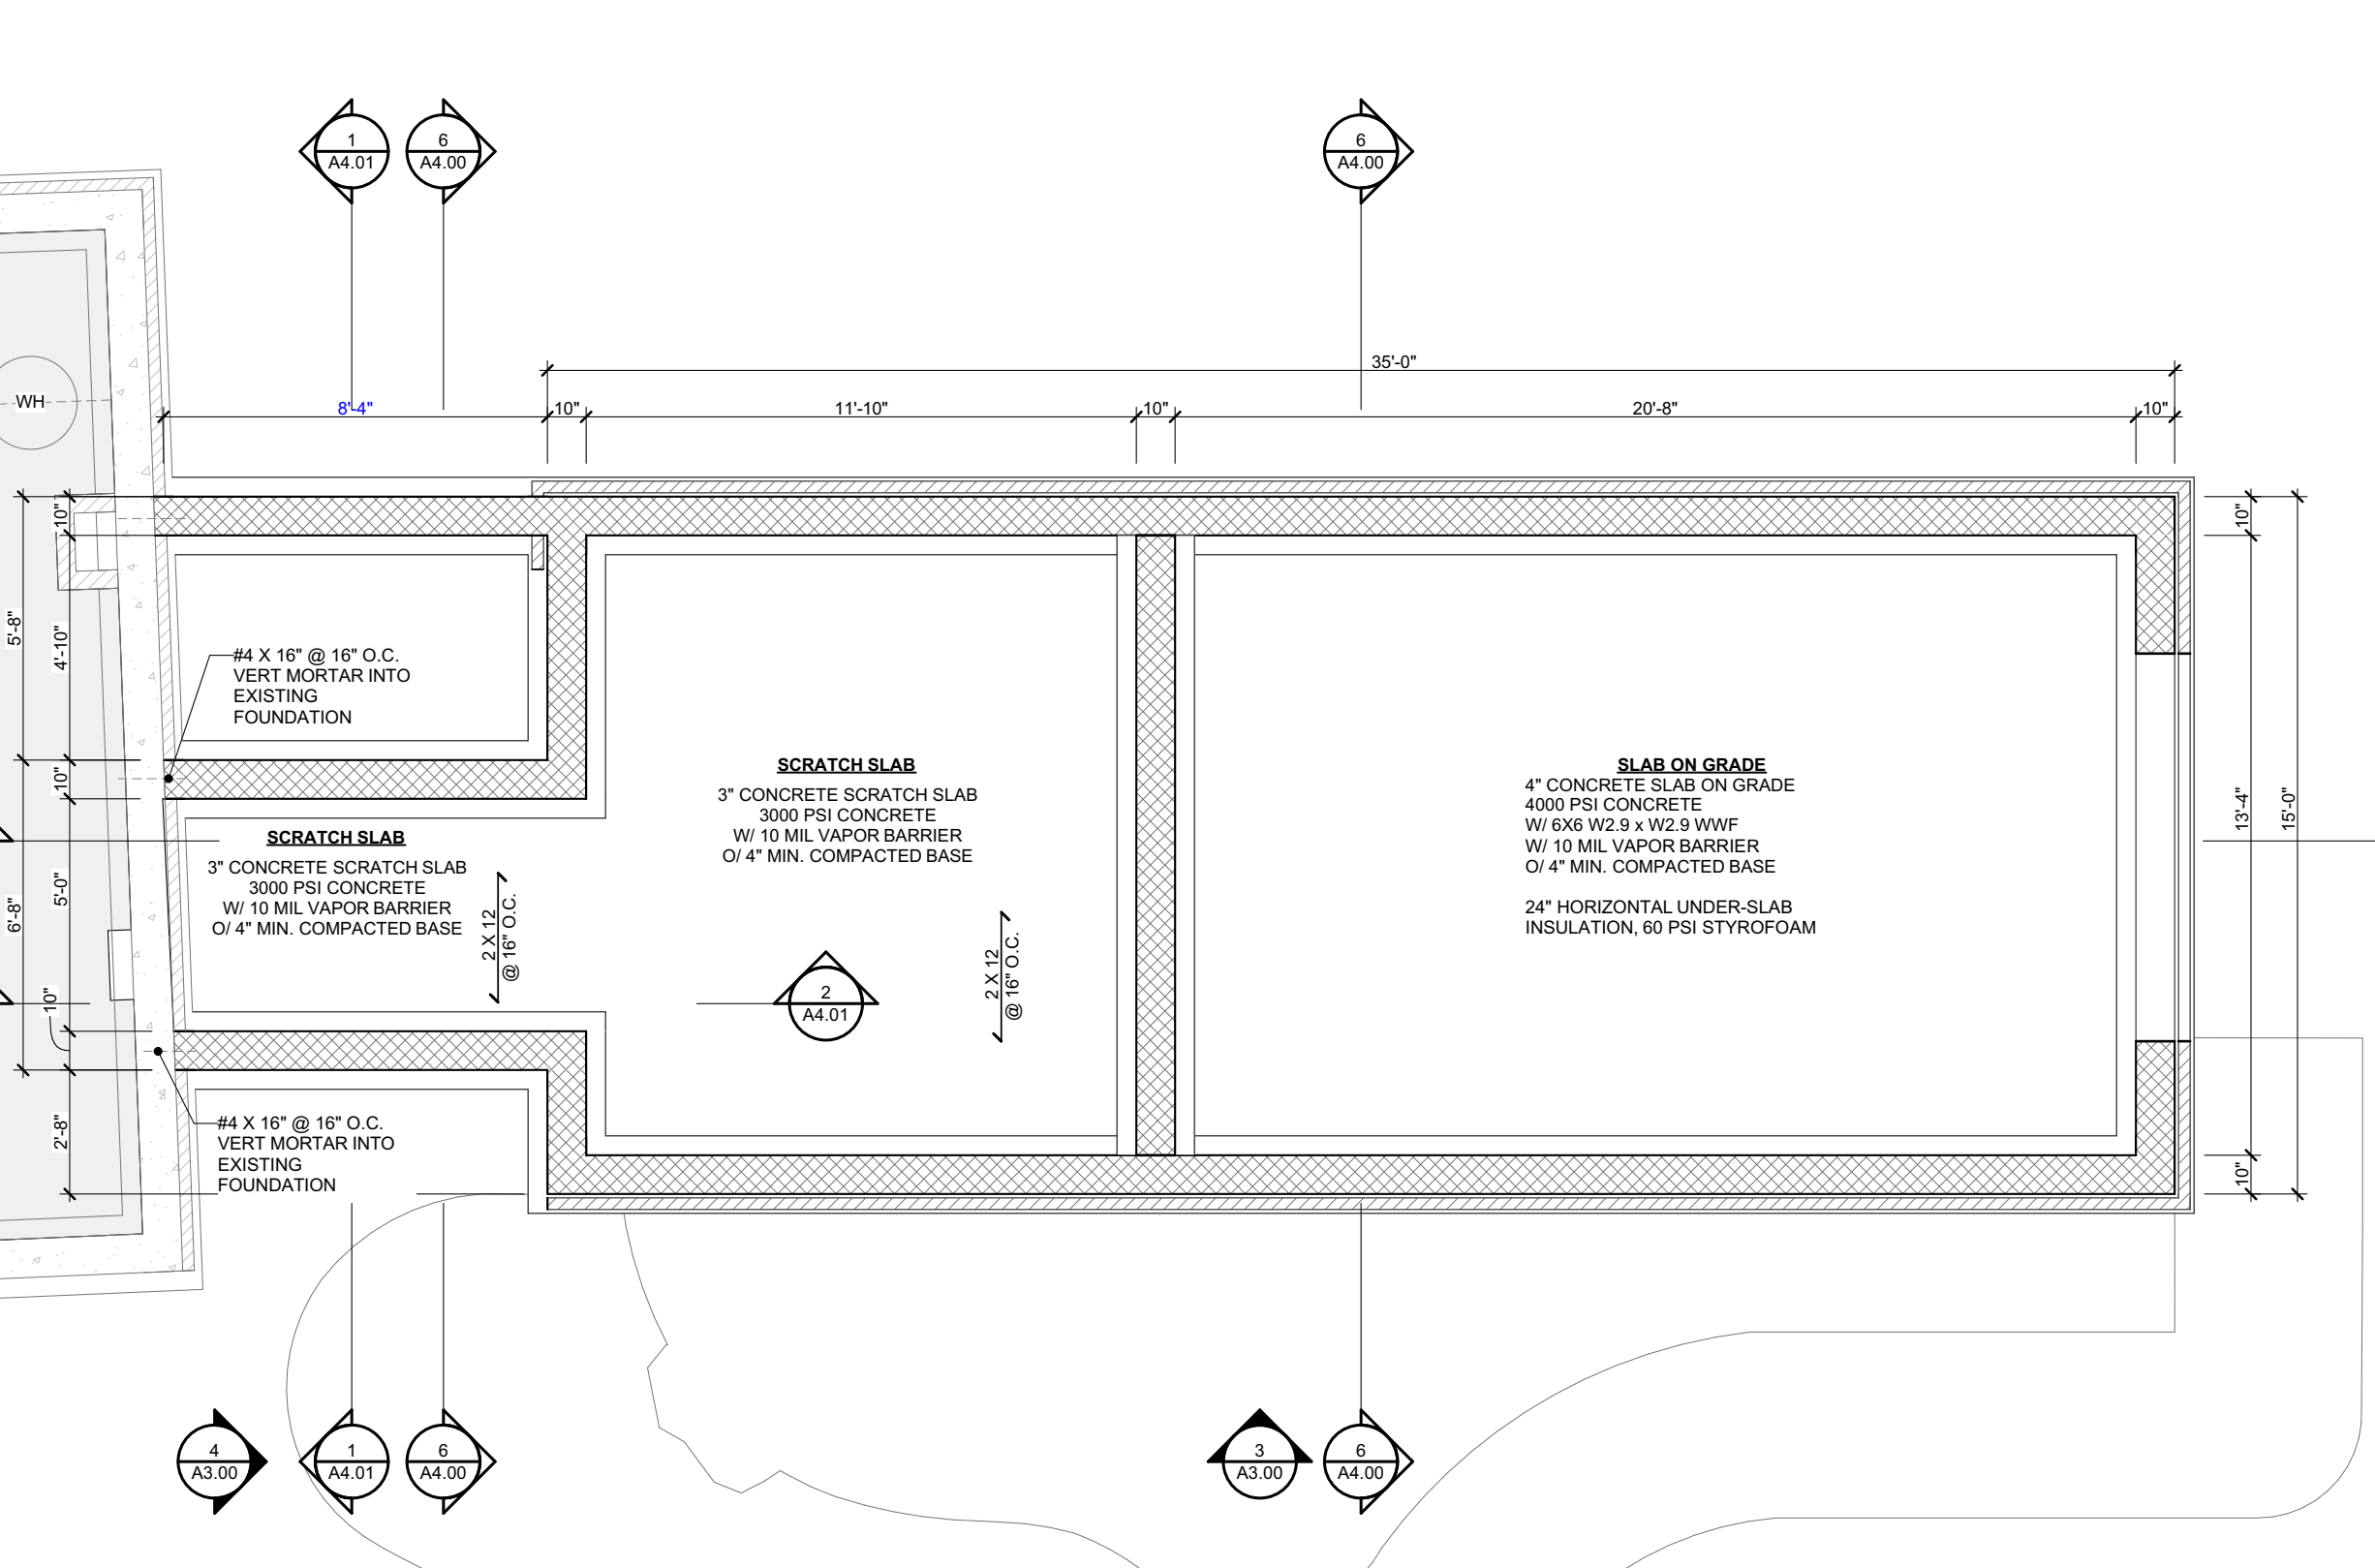 1
A4.01
6
A4.00
6
A4.00
35'-0"
8'-4"
10"
11'-10"
10"
20'-8"
10"
WH
10"
5'-8"
4'-10"
10"
6'-8"
5'-0"
10"
2'-8"
#4 X 16" @ 16" O.C.
VERT MORTAR INTO
EXISTING
FOUNDATION
SCRATCH SLAB
3" CONCRETE SCRATCH SLAB
3000 PSI CONCRETE
W/ 10 MIL VAPOR BARRIER
O/ 4" MIN. COMPACTED BASE
2 X 12
@ 16" O.C.
SCRATCH SLAB
3" CONCRETE SCRATCH SLAB
3000 PSI CONCRETE
W/ 10 MIL VAPOR BARRIER
O/ 4" MIN. COMPACTED BASE
2
A4.01
2 X 12
@ 16" O.C.
SLAB ON GRADE
4" CONCRETE SLAB ON GRADE
4000 PSI CONCRETE
W/ 6X6 W2.9 x W2.9 WWF
W/ 10 MIL VAPOR BARRIER
O/ 4" MIN. COMPACTED BASE
24" HORIZONTAL UNDER-SLAB
INSULATION, 60 PSI STYROFOAM
10"
13'-4"
15'-0"
10"
#4 X 16" @ 16" O.C.
VERT MORTAR INTO
EXISTING
FOUNDATION
4
A3.00
1
A4.01
6
A4.00
3
A3.00
6
A4.00